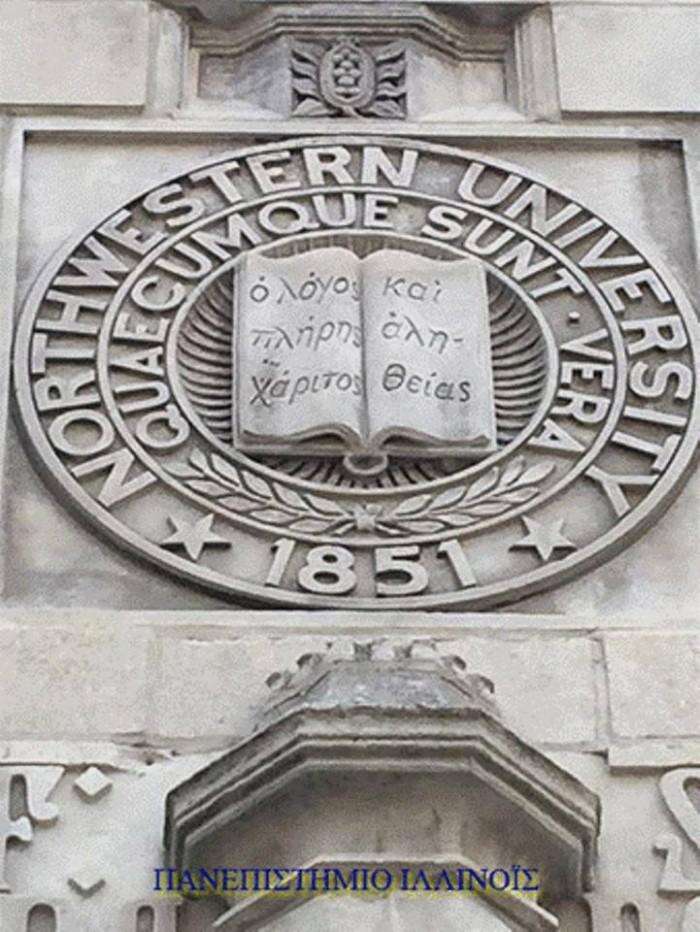 NORTHWESTERN UNIVERSITY
QUAECUMQUE SUNT · VERA
ὁ λόγος
πλήρης
χάριτος
καὶ
ἀλη-
θείας
1851
ΠΑΝΕΠΙΣΤΗΜΙΟ ΙΛΛΙΝΟΪΣ